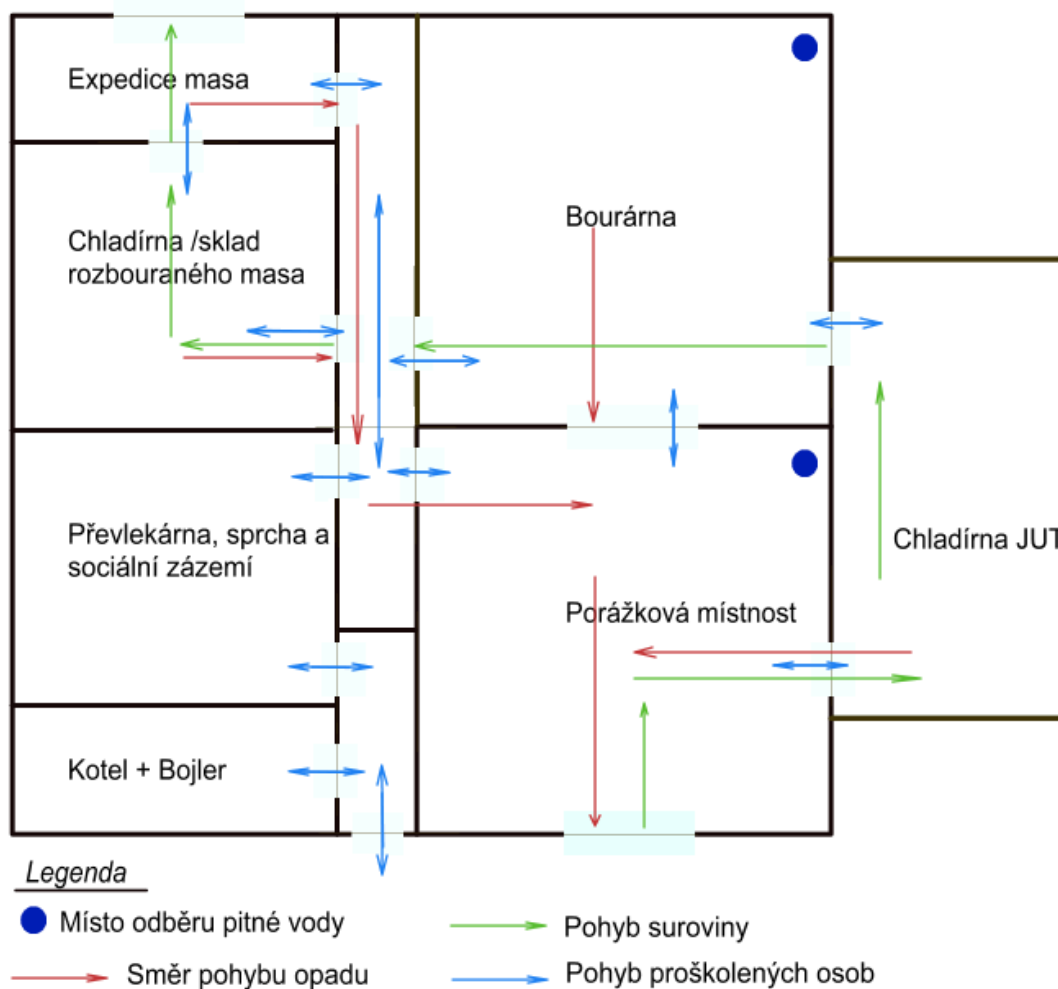 Expedice masa
Bourárna
Chladírna /sklad
rozbouraného masa
Převlekárna, sprcha a
sociální zázemí
Chladírna JUT
Porážková místnost
Kotel + Bojler
Legenda
Místo odběru pitné vody
Pohyb suroviny
Směr pohybu opadu
Pohyb proškolených osob